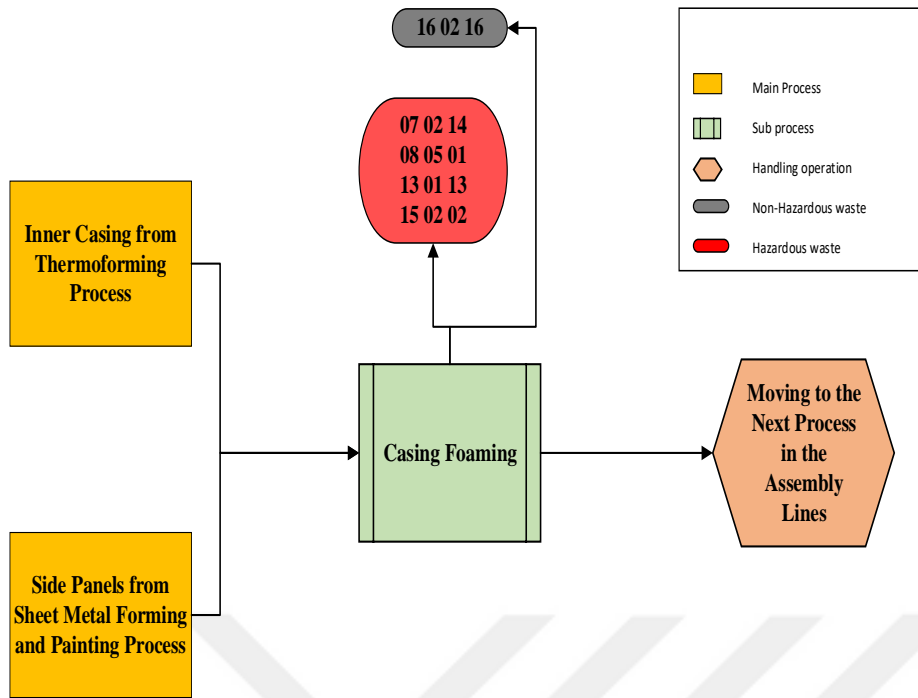 16 02 16
07 02 14
08 05 01
13 01 13
15 02 02
Main Process
Sub process
Handling operation
Non-Hazardous waste
Hazardous waste
Inner Casing from
Thermoforming
Process
Casing Foaming
Moving to the
Next Process
in the
Assembly
Lines
Side Panels from
Sheet Metal Forming
and Painting Process